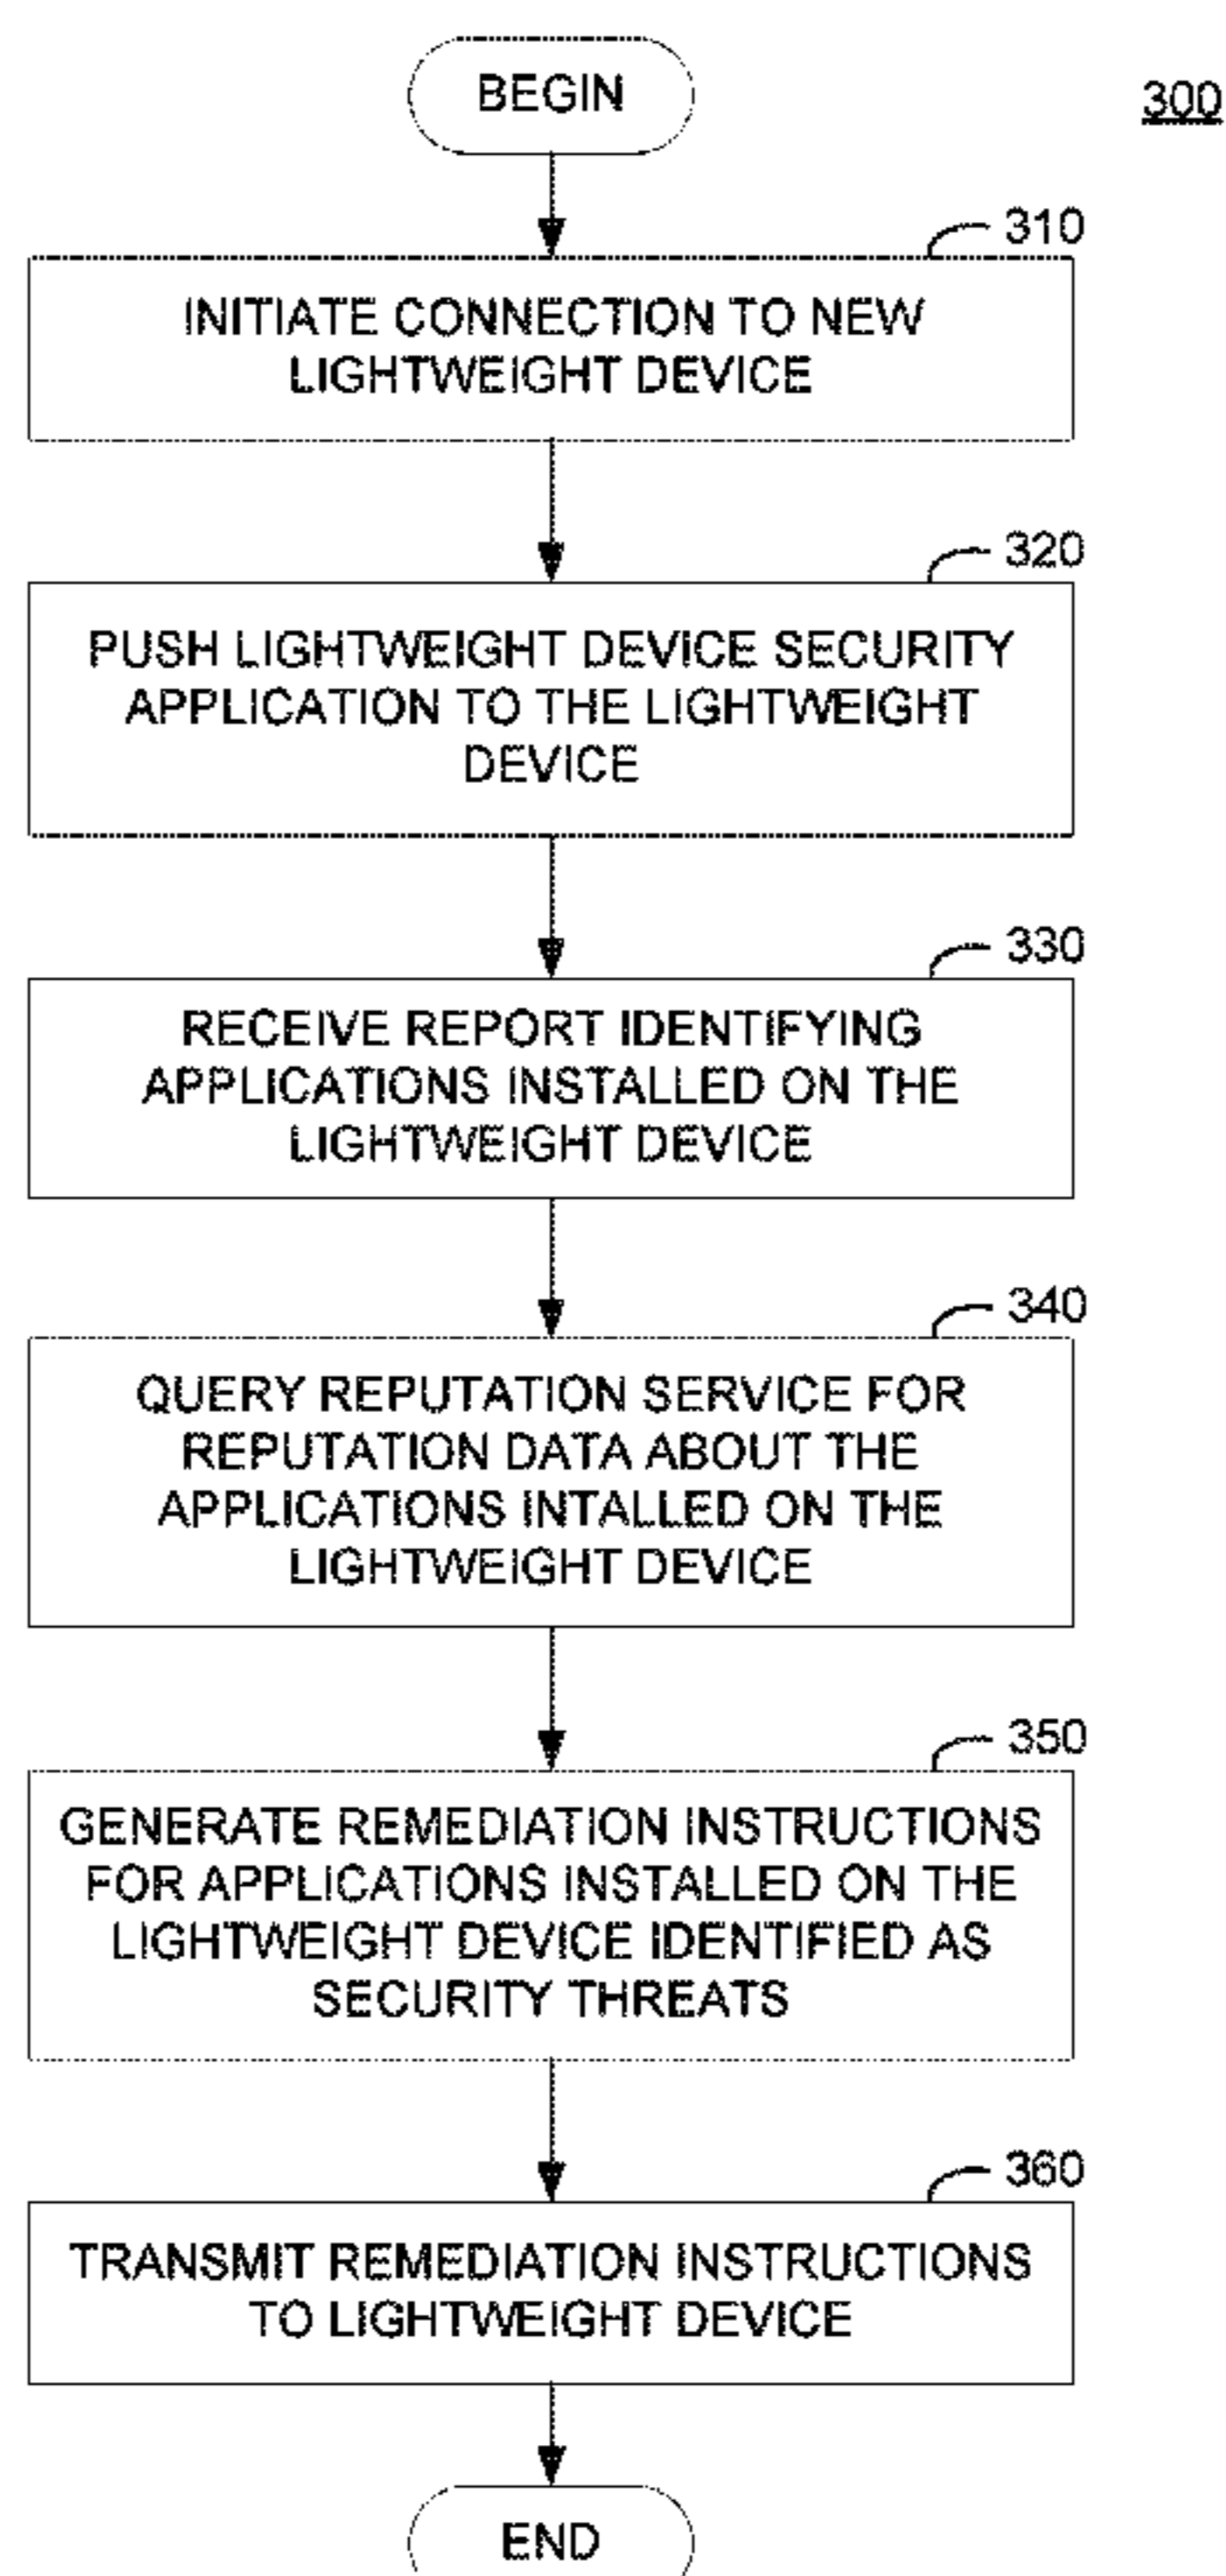 BEGIN
300
310
INITIATE CONNECTION TO NEW
LIGHTWEIGHT DEVICE
320
PUSH LIGHTWEIGHT DEVICE SECURITY
APPLICATION TO THE LIGHTWEIGHT
DEVICE
330
RECEIVE REPORT IDENTIFYING
APPLICATIONS INSTALLED ON THE
LIGHTWEIGHT DEVICE
340
QUERY REPUTATION SERVICE FOR
REPUTATION DATA ABOUT THE
APPLICATIONS INTALLED ON THE
LIGHTWEIGHT DEVICE
350
GENERATE REMEDIATION INSTRUCTIONS
FOR APPLICATIONS INSTALLED ON THE
LIGHTWEIGHT DEVICE IDENTIFIED AS
SECURITY THREATS
360
TRANSMIT REMEDIATION INSTRUCTIONS
TO LIGHTWEIGHT DEVICE
END